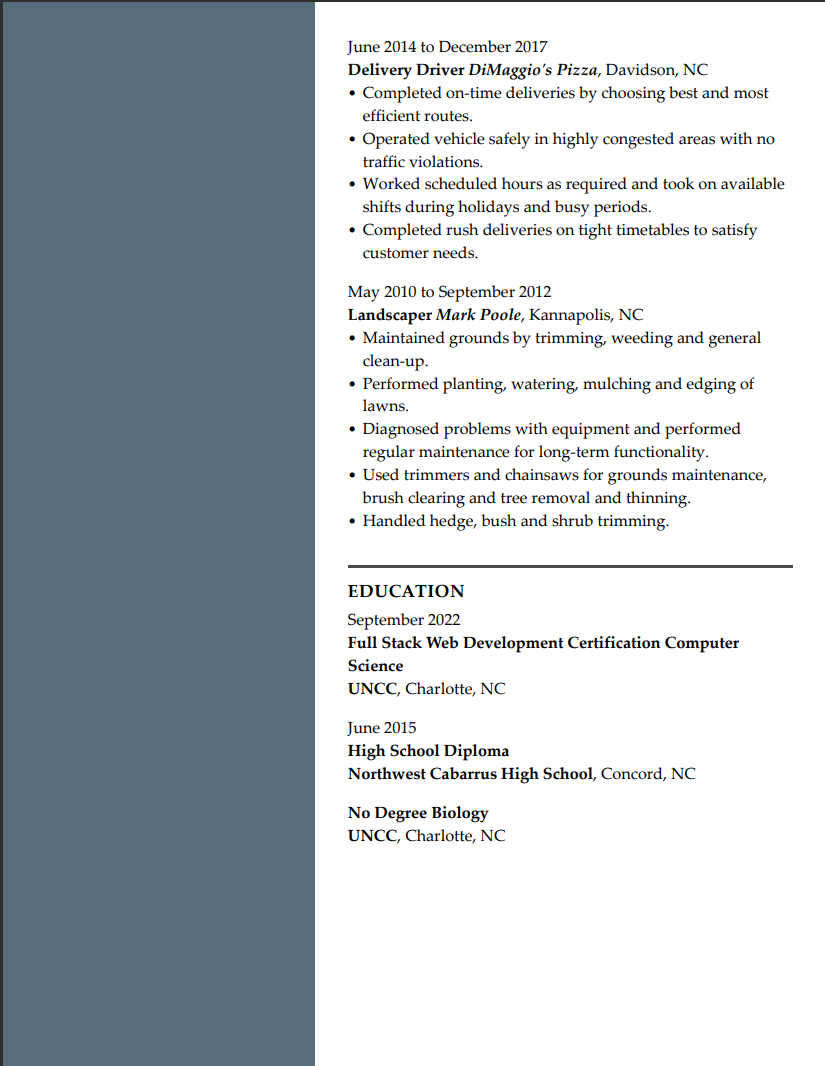 June 2014 to December 2017
Delivery Driver DiMaggio's Pizza, Davidson, NC
• Completed on-time deliveries by choosing best and most
efficient routes.
• Operated vehicle safely in highly congested areas with no
traffic violations.
• Worked scheduled hours as required and took on available
shifts during holidays and busy periods.
• Completed rush deliveries on tight timetables to satisfy
customer needs.
May 2010 to September 2012
Landscaper Mark Poole, Kannapolis, NC
• Maintained grounds by trimming, weeding and general
clean-up.
• Performed planting, watering, mulching and edging of
lawns.
• Diagnosed problems with equipment and performed
regular maintenance for long-term functionality.
• Used trimmers and chainsaws for grounds maintenance,
brush clearing and tree removal and thinning.
• Handled hedge, bush and shrub trimming.
EDUCATION
September 2022
Full Stack Web Development Certification Computer
Science
UNCC, Charlotte, NC
June 2015
High School Diploma
Northwest Cabarrus High School, Concord, NC
No Degree Biology
UNCC, Charlotte, NC